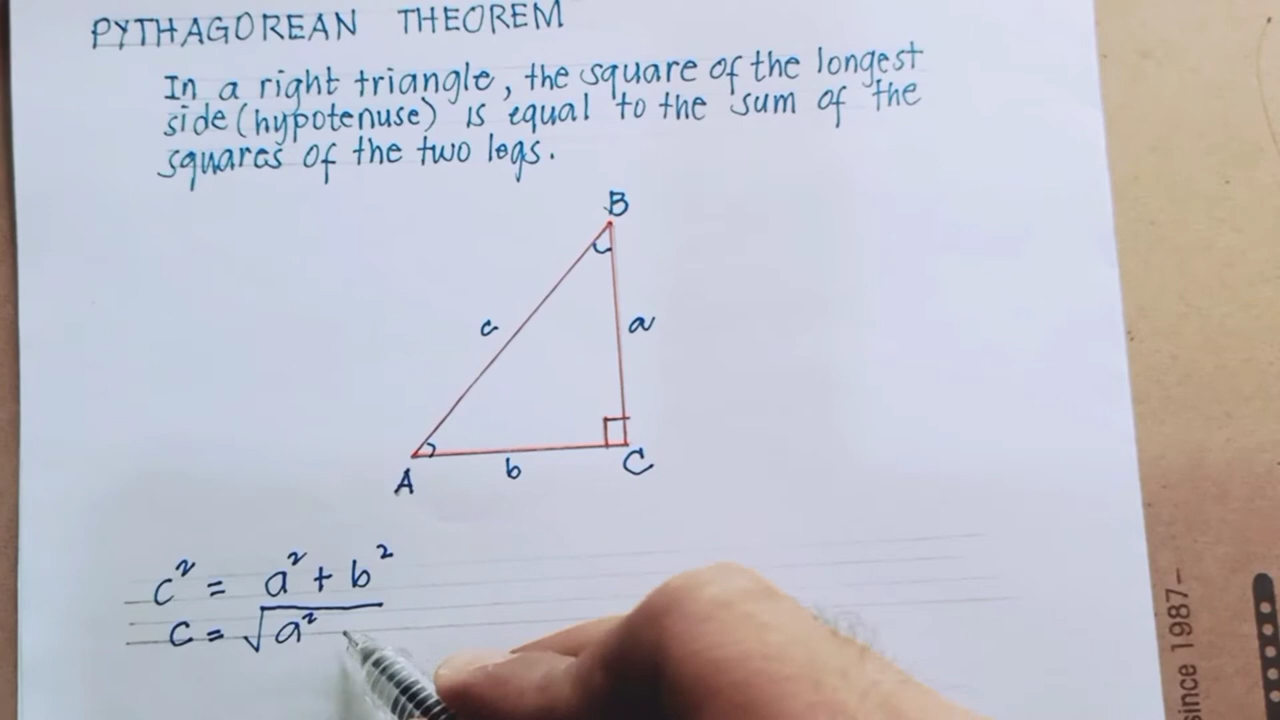 PYTHAGOREAN THEOREM
In a right triangle, the square of the longest
side (hypotenuse) is equal to the sum of the
squares of the two legs.
B
c
a
A
b
C
c² = a² + b²
c = √a²
since 1987-